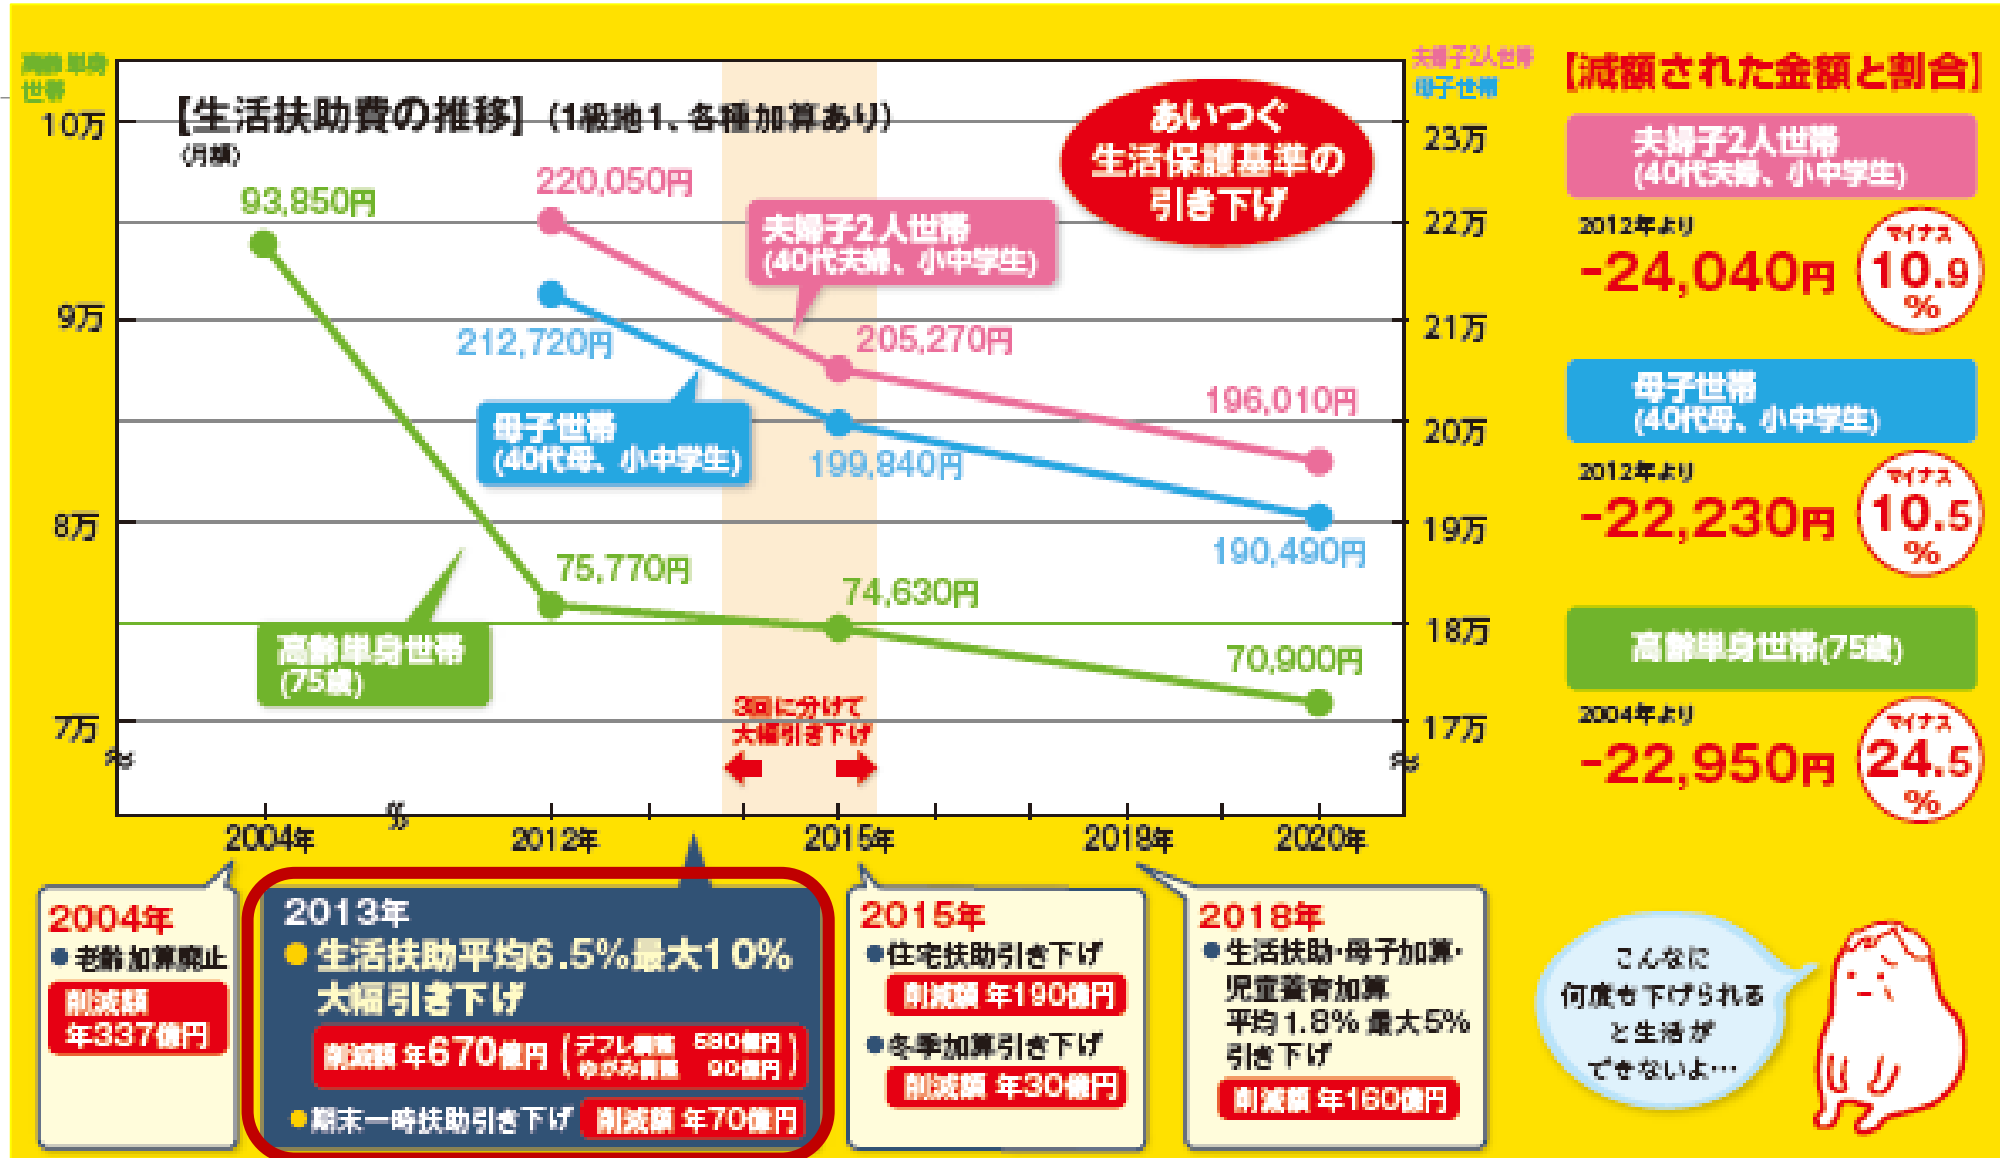 高齢単身
世帯
夫婦子2人世帯
母子世帯
【生活扶助費の推移】(1級地1、各種加算あり)
(月額)
あいつぐ
生活保護基準の
引き下げ
10万
9万
8万
7万
23万
22万
21万
20万
19万
18万
17万
93,850円
220,050円
夫婦子2人世帯
(40代夫婦、小中学生)
212,720円
205,270円
196,010円
母子世帯
(40代母、小中学生)
199,840円
190,490円
75,770円
74,630円
70,900円
高齢単身世帯
(75歳)
3回に分けて
大幅引き下げ
2004年
2012年
2015年
2018年
2020年
【減額された金額と割合】
夫婦子2人世帯
(40代夫婦、小中学生)
2012年より
-24,040円
マイナス
10.9
%
母子世帯
(40代母、小中学生)
2012年より
-22,230円
マイナス
10.5
%
高齢単身世帯(75歳)
2004年より
-22,950円
マイナス
24.5
%
2004年
●老齢加算廃止
削減額
年337億円
2013年
●生活扶助平均6.5%最大10%
大幅引き下げ
削減額 年670億円
(デフレ調整 580億円
ゆがみ調整 90億円)
●期末一時扶助引き下げ 削減額 年70億円
2015年
●住宅扶助引き下げ
削減額 年190億円
●冬季加算引き下げ
削減額 年30億円
2018年
●生活扶助・母子加算・
児童養育加算
平均1.8% 最大5%
引き下げ
削減額 年160億円
こんなに
何度も下げられる
と生活が
できないよ…